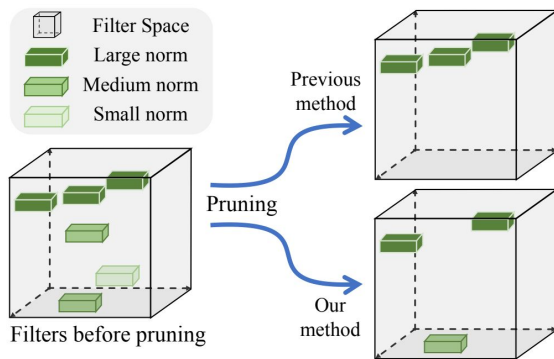 Filter Space
Large norm
Medium norm
Small norm
Previous
method
Pruning
Our
method
Filters before pruning